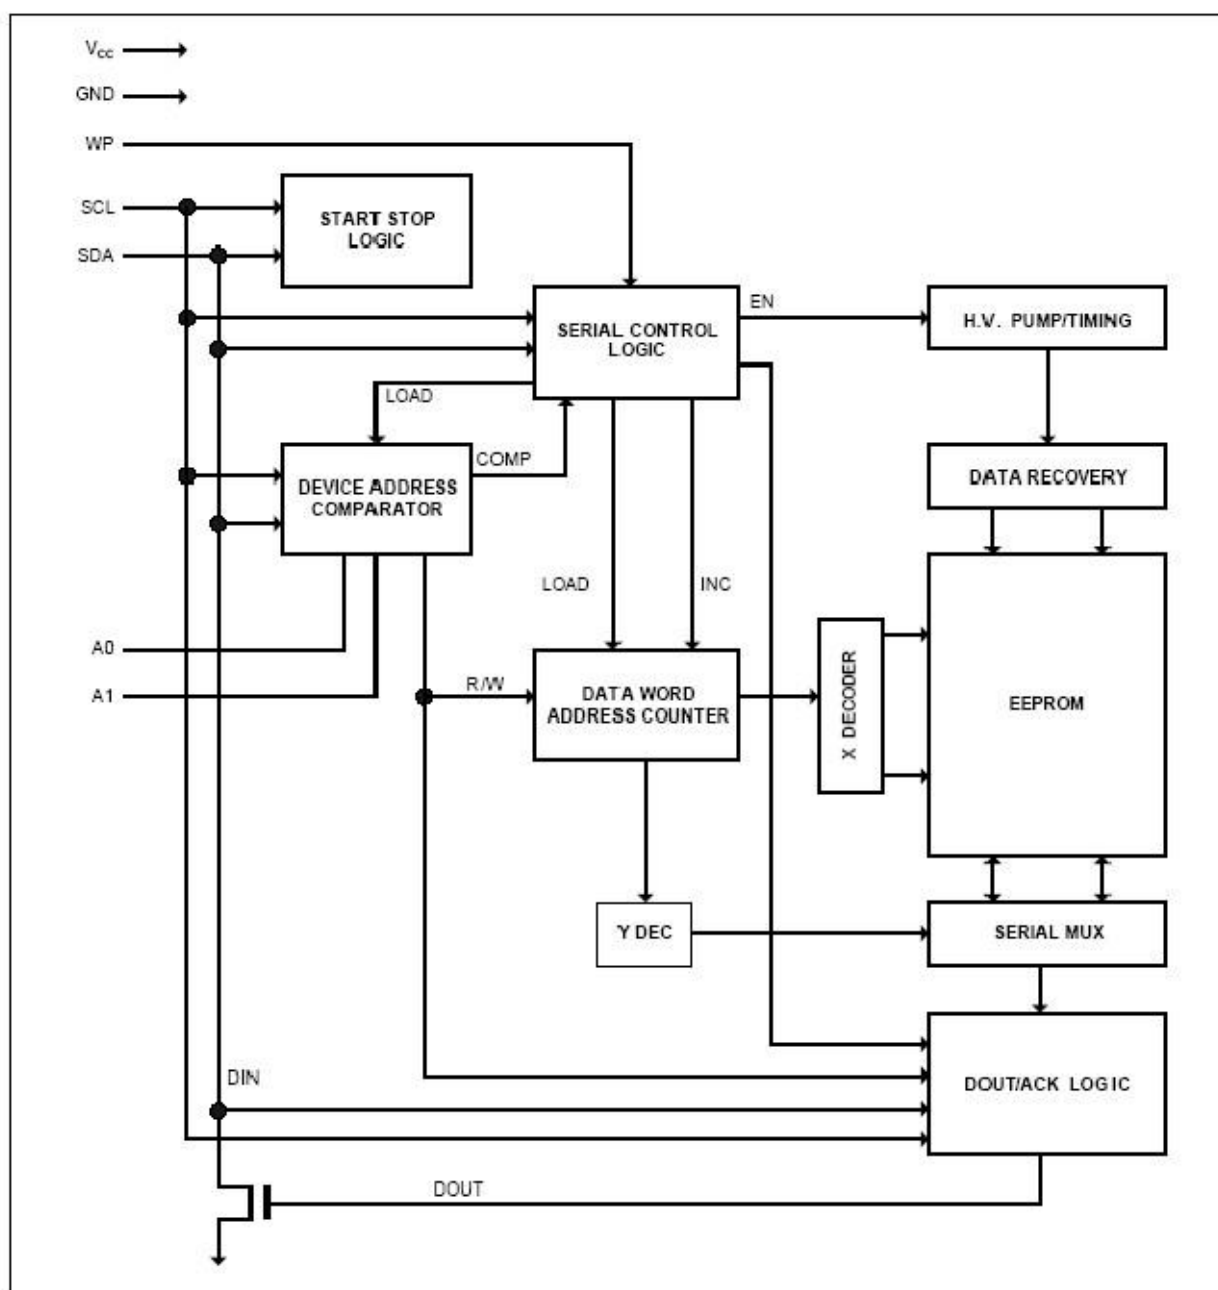 Vcc
GND
WP
SCL
START STOP
LOGIC
SDA
EN
SERIAL CONTROL
LOGIC
H.V. PUMP/TIMING
LOAD
COMP
DEVICE ADDRESS
COMPARATOR
DATA RECOVERY
LOAD
INC
A0
A1
R/W
DATA WORD
ADDRESS COUNTER
X DECODER
EEPROM
Y DEC
SERIAL MUX
DIN
DOUT/ACK LOGIC
DOUT